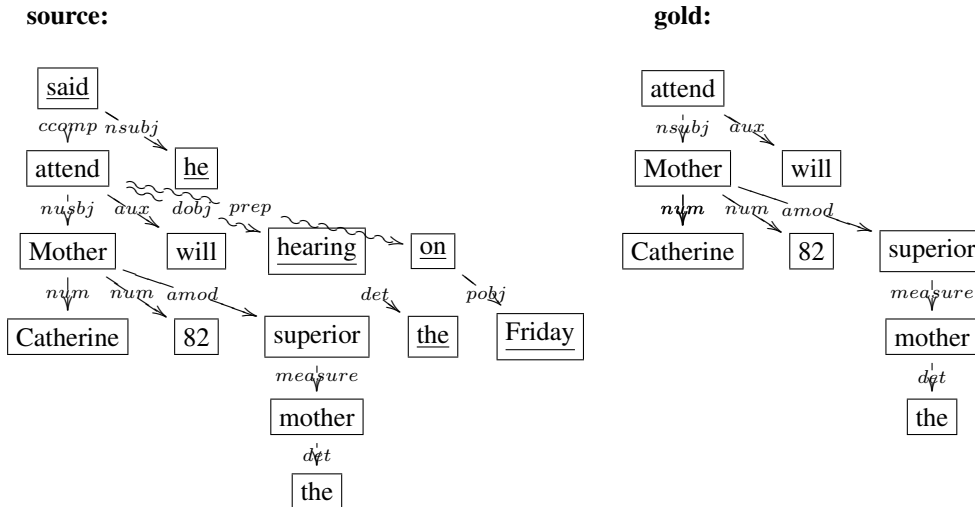 source: gold:
said
attend
ccomp nsubj
nsubj aux
attend he
Mother will
nusbj aux dobj prep
num num amod
Mother will hearing on
Catherine 82 superior
num num amod det pobj
measure
Catherine 82 superior the Friday
mother
measure
det
mother
the
det
the